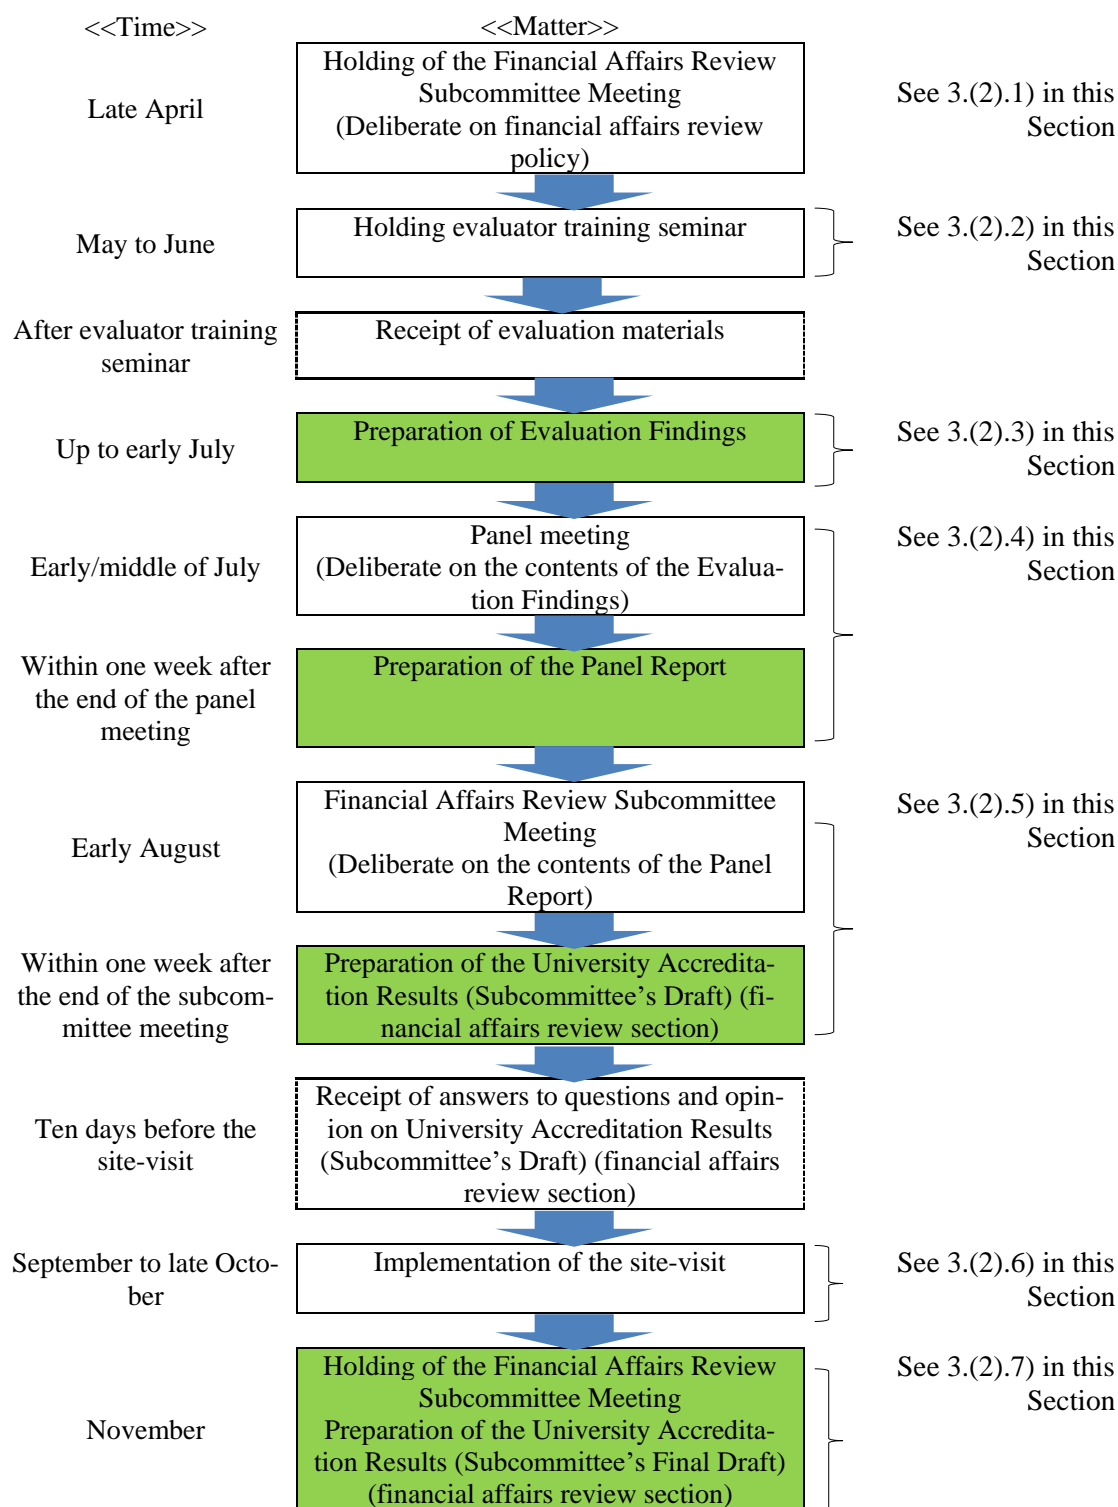 <<Time>>
<<Matter>>
Late April
Holding of the Financial Affairs Review
Subcommittee Meeting
(Deliberate on financial affairs review
policy)
See 3.(2).1) in this
Section
May to June
Holding evaluator training seminar
See 3.(2).2) in this
Section
After evaluator training
seminar
Receipt of evaluation materials
Up to early July
Preparation of Evaluation Findings
See 3.(2).3) in this
Section
Early/middle of July
Panel meeting
(Deliberate on the contents of the Evalua-
tion Findings)
See 3.(2).4) in this
Section
Within one week after
the end of the panel
meeting
Preparation of the Panel Report
Early August
Financial Affairs Review Subcommittee
Meeting
(Deliberate on the contents of the Panel
Report)
See 3.(2).5) in this
Section
Within one week after
the end of the subcom-
mittee meeting
Preparation of the University Accredita-
tion Results (Subcommittee’s Draft) (fi-
nancial affairs review section)
Ten days before the
site-visit
Receipt of answers to questions and opin-
ion on University Accreditation Results
(Subcommittee’s Draft) (financial affairs
review section)
September to late Octo-
ber
Implementation of the site-visit
See 3.(2).6) in this
Section
November
Holding of the Financial Affairs Review
Subcommittee Meeting
Preparation of the University Accredita-
tion Results (Subcommittee’s Final Draft)
(financial affairs review section)
See 3.(2).7) in this
Section